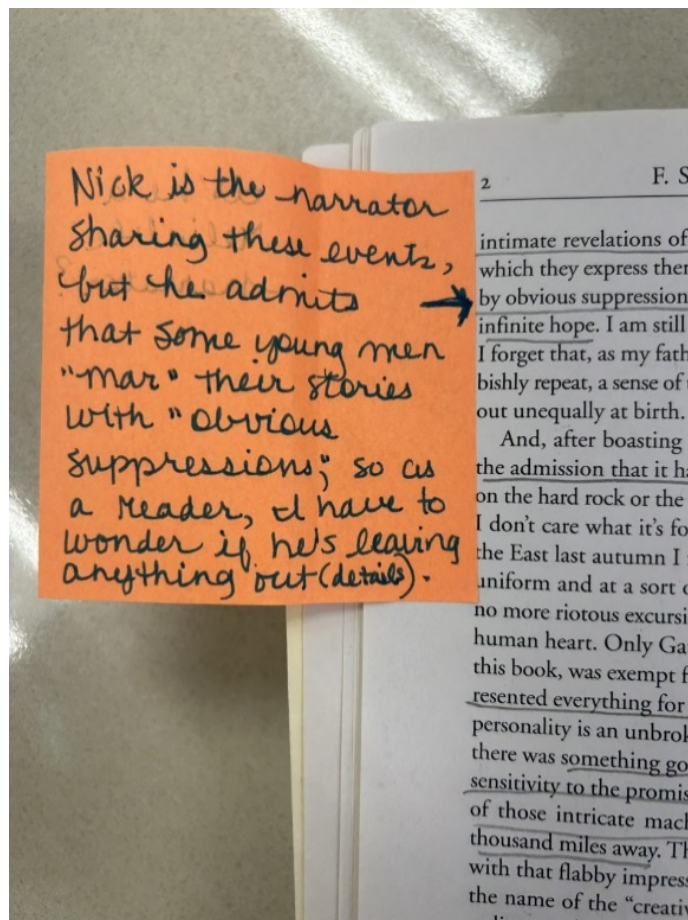 Nick is the narrator
sharing these events,
but he admits
that some young men
"mar" their stories
with "obvious
suppressions;" so as
a reader, I have to
wonder if he's leaving
anything out (details).
2
F. S
intimate revelations of
which they express ther
by obvious suppression
infinite hope. I am still
I forget that, as my fath
bishly repeat, a sense of
out unequally at birth.
And, after boasting
the admission that it ha
on the hard rock or the
I don't care what it's fo
the East last autumn I
uniform and at a sort o
no more riotous excursi
human heart. Only Ga
this book, was exempt f
resented everything for
personality is an unbrok
there was something go
sensitivity to the promis
of those intricate mach
thousand miles away. Th
with that flabby impress
the name of the "creativ